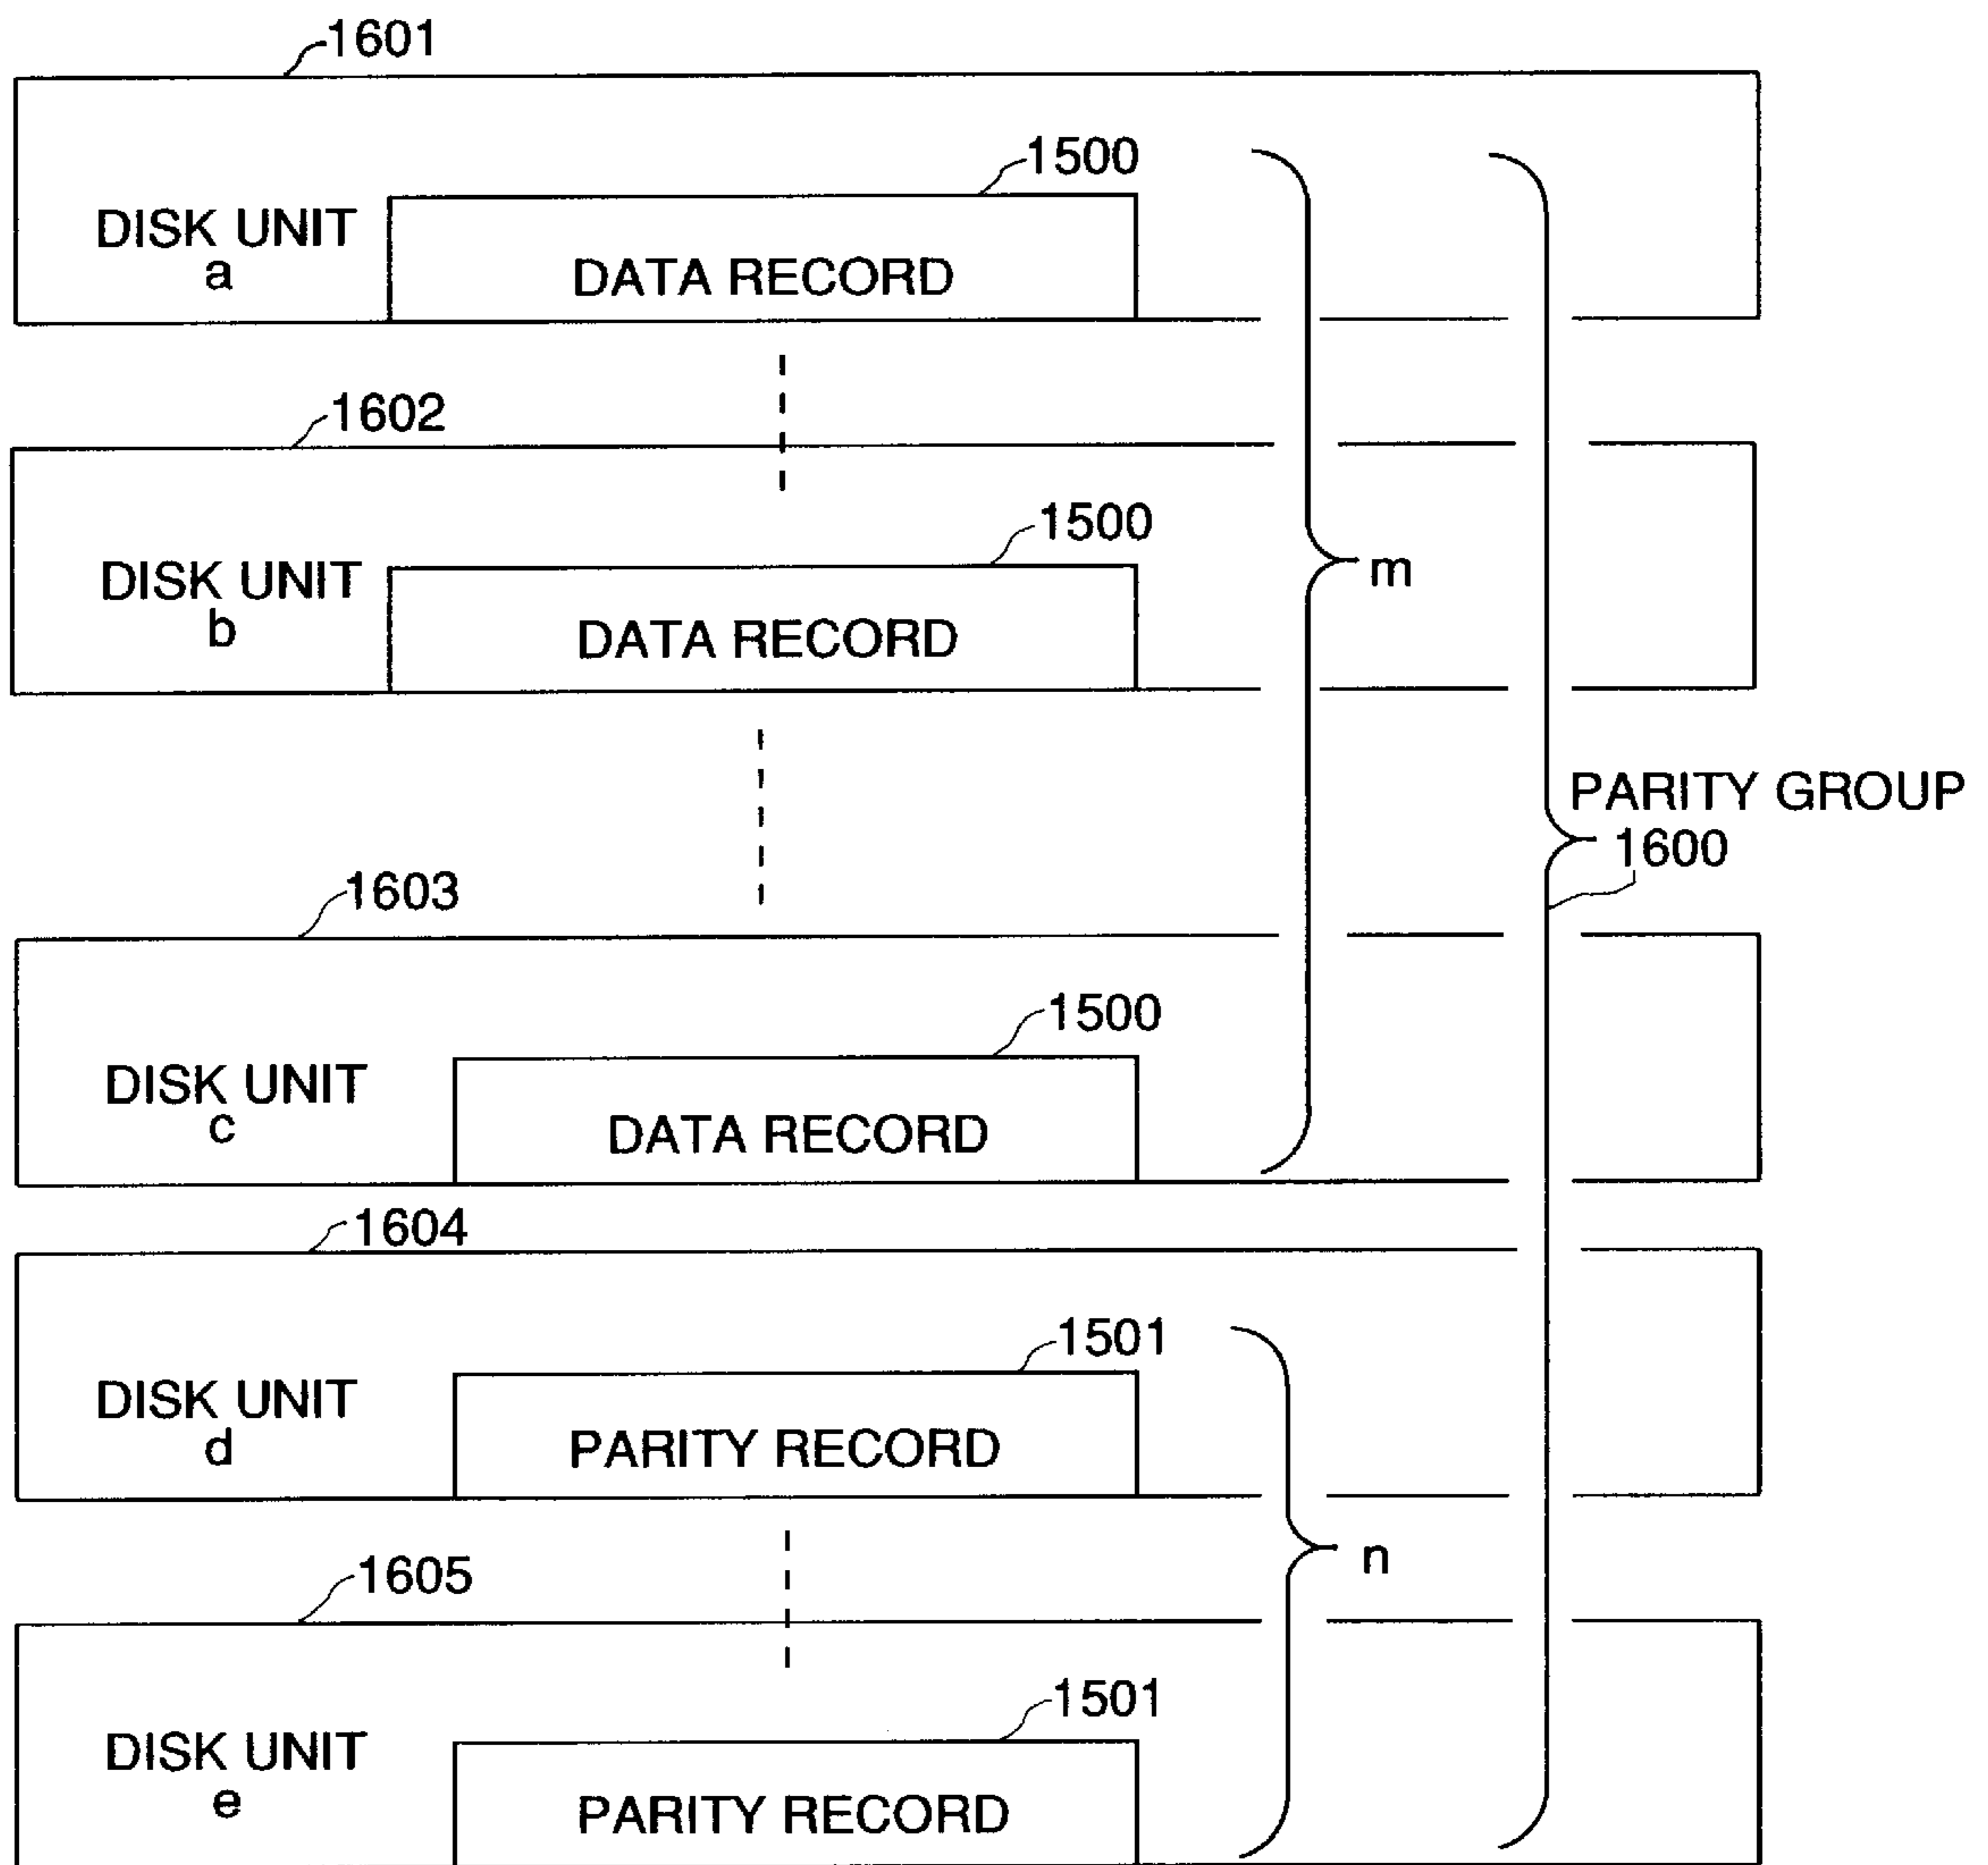 1601
1500
DISK UNIT
a
DATA RECORD
1602
1500
DISK UNIT
b
DATA RECORD
m
PARITY GROUP
1600
1603
1500
DISK UNIT
c
DATA RECORD
1604
1501
DISK UNIT
d
PARITY RECORD
n
1605
1501
DISK UNIT
e
PARITY RECORD